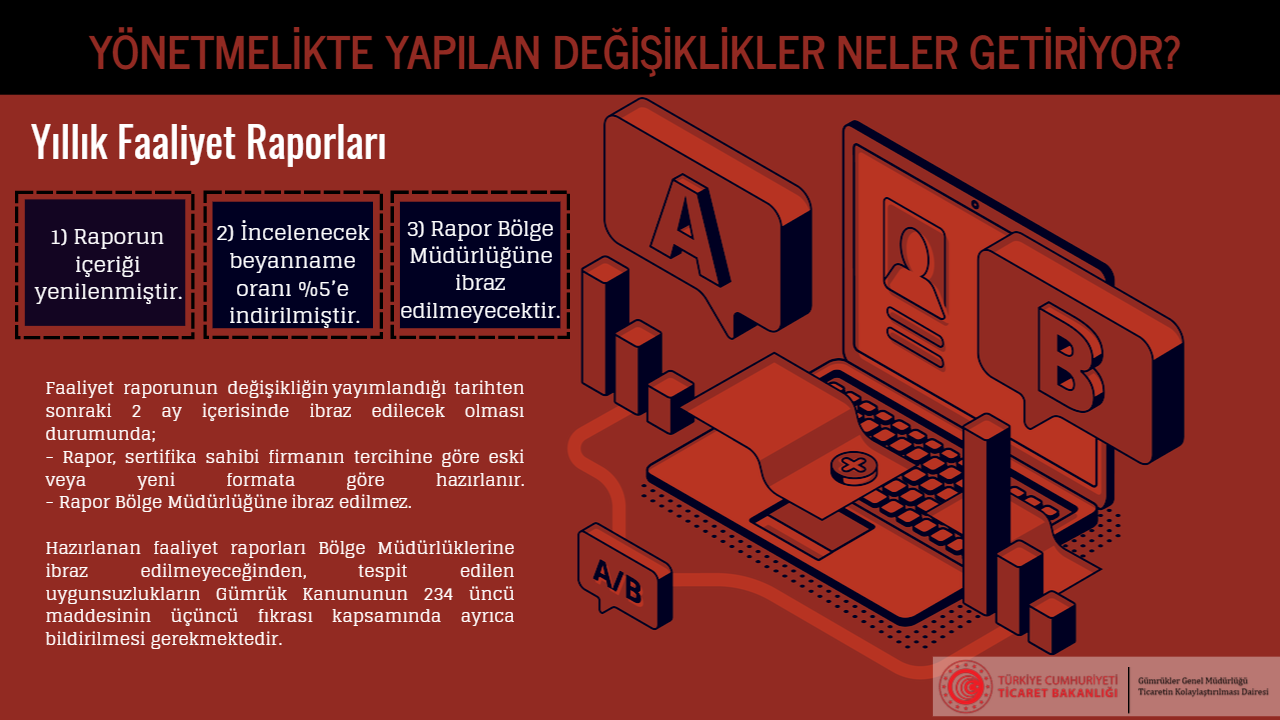 YÖNETMELİKTE YAPILAN DEĞİŞİKLİKLER NELER GETİRİYOR?
Yıllık Faaliyet Raporları
1) Raporun
içeriği
yenilenmiştir.
2) İncelenecek
beyanname
oranı %5’e
indirilmiştir.
3) Rapor Bölge
Müdürlüğüne
ibraz
edilmeyecektir.
Faaliyet raporunun değişikliğin yayımlandığı tarihten
sonraki 2 ay içerisinde ibraz edilecek olması
durumunda;
- Rapor, sertifika sahibi firmanın tercihine göre eski
veya yeni formata göre hazırlanır.
- Rapor Bölge Müdürlüğüne ibraz edilmez.
Hazırlanan faaliyet raporları Bölge Müdürlüklerine
ibraz edilmeyeceğinden, tespit edilen
uygunsuzlukların Gümrük Kanununun 234 üncü
maddesinin üçüncü fıkrası kapsamında ayrıca
bildirilmesi gerekmektedir.
A
B
A/B
TÜRKİYE CUMHURİYETİ
TİCARET BAKANLIĞI
Gümrükler Genel Müdürlüğü
Ticaretin Kolaylaştırılması Dairesi